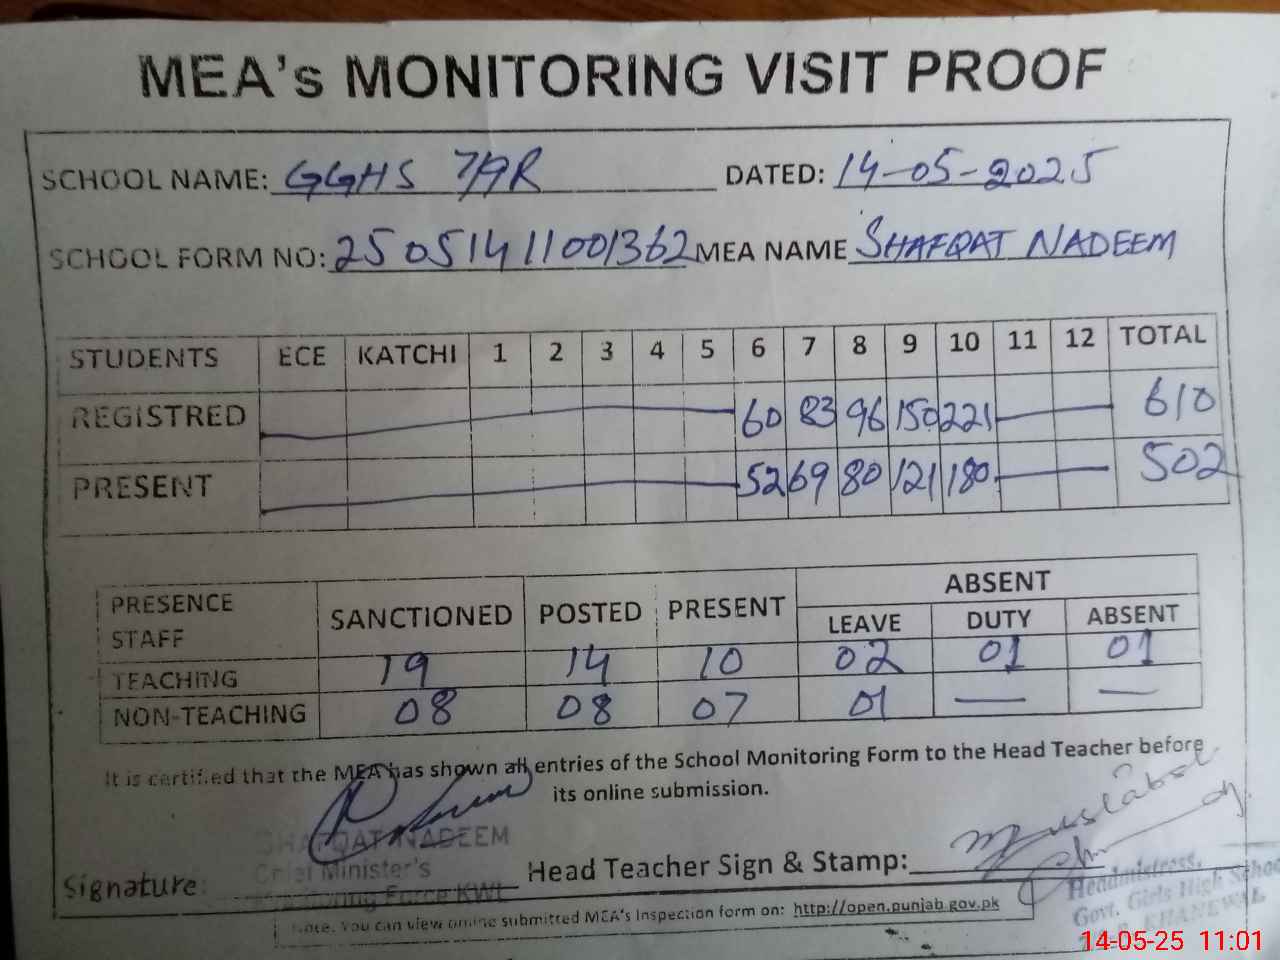 MEA's MONITORING VISIT PROOF
SCHOOL NAME: GGHS 7/9R DATED: 14-05-2025
SCHOOL FORM NO: 25051411001362 MEA NAME SHAFQAT NADEEM
STUDENTS ECE KATCHI 1 2 3 4 5 6 7 8 9 10 11 12 TOTAL
REGISTRED 60 83 96 150 221 610
PRESENT 52 69 80 121 180 502
PRESENCE STAFF SANCTIONED POSTED PRESENT ABSENT
LEAVE DUTY ABSENT
TEACHING 19 14 10 02 01 01
NON-TEACHING 08 08 07 01 — —
It is certified that the MEA has shown all entries of the School Monitoring Form to the Head Teacher before
its online submission.
SHAFQAT NADEEM
Chief Minister's
Monitoring Force KWL
Signature: Head Teacher Sign & Stamp:
Headmistress,
Govt. Girls High School
KHANEWAL
Note: You can view online submitted MEA's Inspection form on: http://open.punjab.gov.pk
14-05-25 11:01